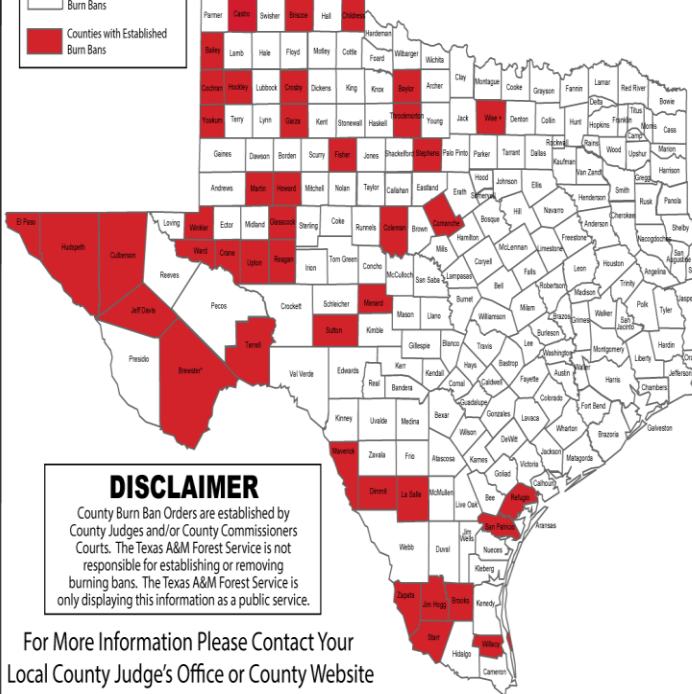 Burn Bans
Counties with Established
Burn Bans
Parmer Castro Swisher Briscoe Hall Childress
Hardeman
Bailey Lamb Hale Floyd Motley Cottle Foard Wilbarger Wichita
Clay Montague Cooke Grayson Fannin Lamar Red River Bowie
Cochran Hockley Lubbock Crosby Dickens King Knox Baylor Archer
Delta Titus Morris Cass
Yoakum Terry Lynn Garza Kent Stonewall Haskell Throckmorton Young Jack Wise + Denton Collin Hunt Hopkins Franklin
Camp Marion
Rockwall Rains Wood Upshur
Gaines Dawson Borden Scurry Fisher Jones Shackelford Stephens Palo Pinto Parker Tarrant Dallas Kaufman Van Zandt Gregg Harrison
Andrews Martin Howard Mitchell Nolan Taylor Callahan Eastland Erath Hood Somervell Johnson Ellis Henderson Smith Rusk Panola
El Paso Hudspeth Culberson Loving Winkler Ector Midland Glasscock Sterling Coke Runnels Coleman Brown Comanche Hamilton Bosque Hill Navarro Freestone Anderson Cherokee Nacogdoches Shelby
San
Augustine
Reeves Ward Crane Upton Reagan Irion Tom Green Concho McCulloch San Saba Mills Lampasas Coryell McLennan Limestone Leon Houston Angelina
Falls Bell Robertson Madison Trinity
Jeff Davis Pecos Crockett Schleicher Menard Mason Llano Burnet Williamson Milam Brazos Grimes Walker San
Jacinto Polk Tyler
Presidio Brewster* Terrell Sutton Kimble Gillespie Blanco Travis Lee Burleson Washington Montgomery Liberty Hardin
Val Verde Edwards Real Kerr Bandera Kendall Comal Hays Caldwell Bastrop Fayette Austin Waller Harris Chambers Jefferson
Kinney Uvalde Medina Bexar Guadalupe Gonzales Lavaca Colorado Fort Bend Galveston
Wharton Brazoria
Maverick Zavala Frio Atascosa Wilson Karnes DeWitt Jackson Matagorda
Victoria
Goliad Calhoun
Dimmit La Salle McMullen Live Oak Bee Refugio
Aransas
San Patricio
Webb Duval Jim
Wells Nueces
Kleberg
Zapata Jim Hogg Brooks Kenedy
Starr Hidalgo Willacy
Cameron
DISCLAIMER
County Burn Ban Orders are established by
County Judges and/or County Commissioners
Courts. The Texas A&M Forest Service is not
responsible for establishing or removing
burning bans. The Texas A&M Forest Service is
only displaying this information as a public service.
For More Information Please Contact Your
Local County Judge's Office or County Website